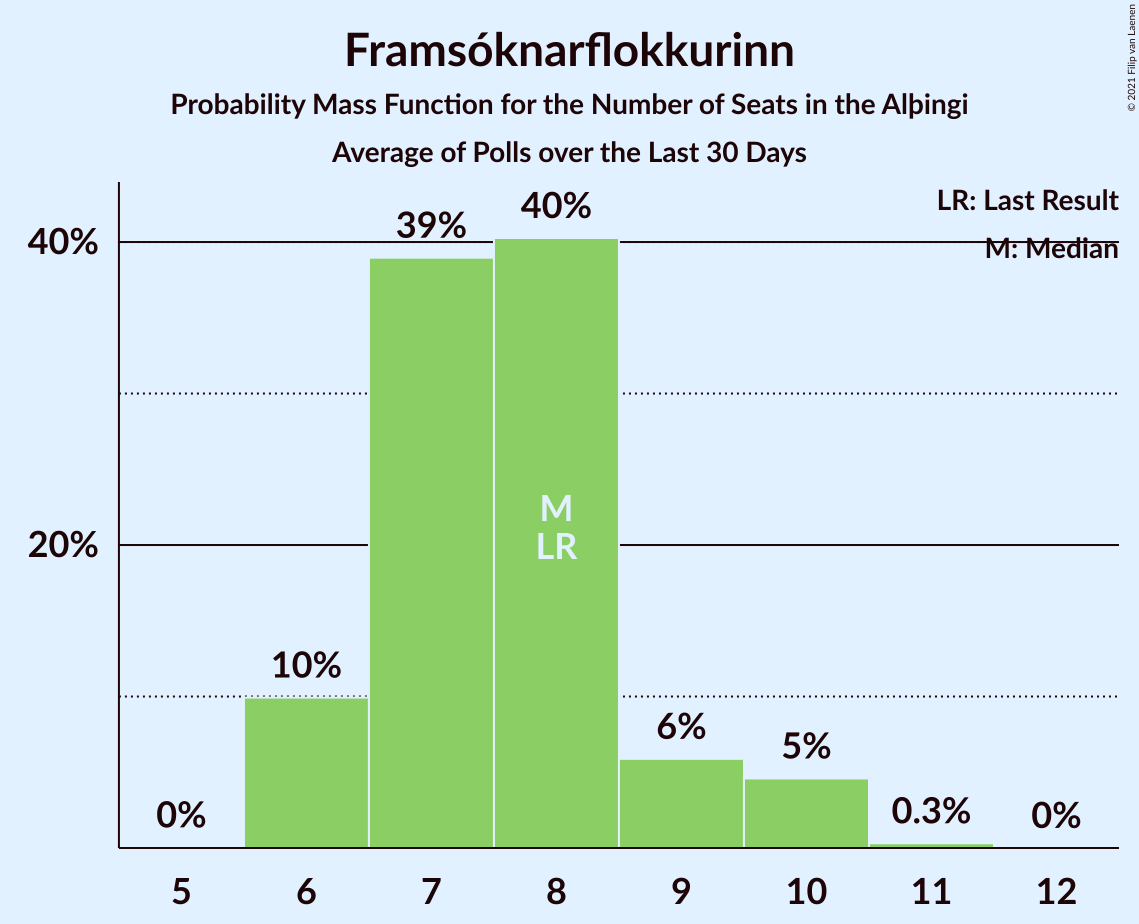 Framsóknarflokkurinn
Probability Mass Function for the Number of Seats in the Alþingi
Average of Polls over the Last 30 Days
© 2021 Filip van Laenen
LR: Last Result
M: Median
40%
20%
0%
10%
39%
40%
6%
5%
0.3%
0%
M
LR
5 6 7 8 9 10 11 12